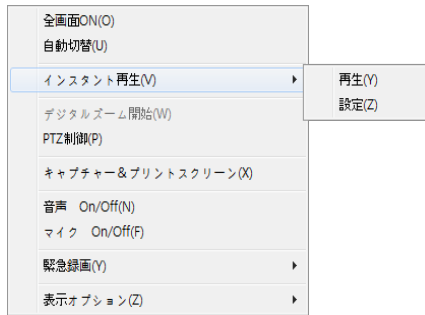 全画面ON(O)
自動切替(U)
インスタント再生(V)
再生(Y)
設定(Z)
デジタルズーム開始(W)
PTZ制御(P)
キャプチャー＆プリントスクリーン(X)
音声 On/Off(N)
マイク On/Off(F)
緊急録画(Y)
表示オプション(Z)